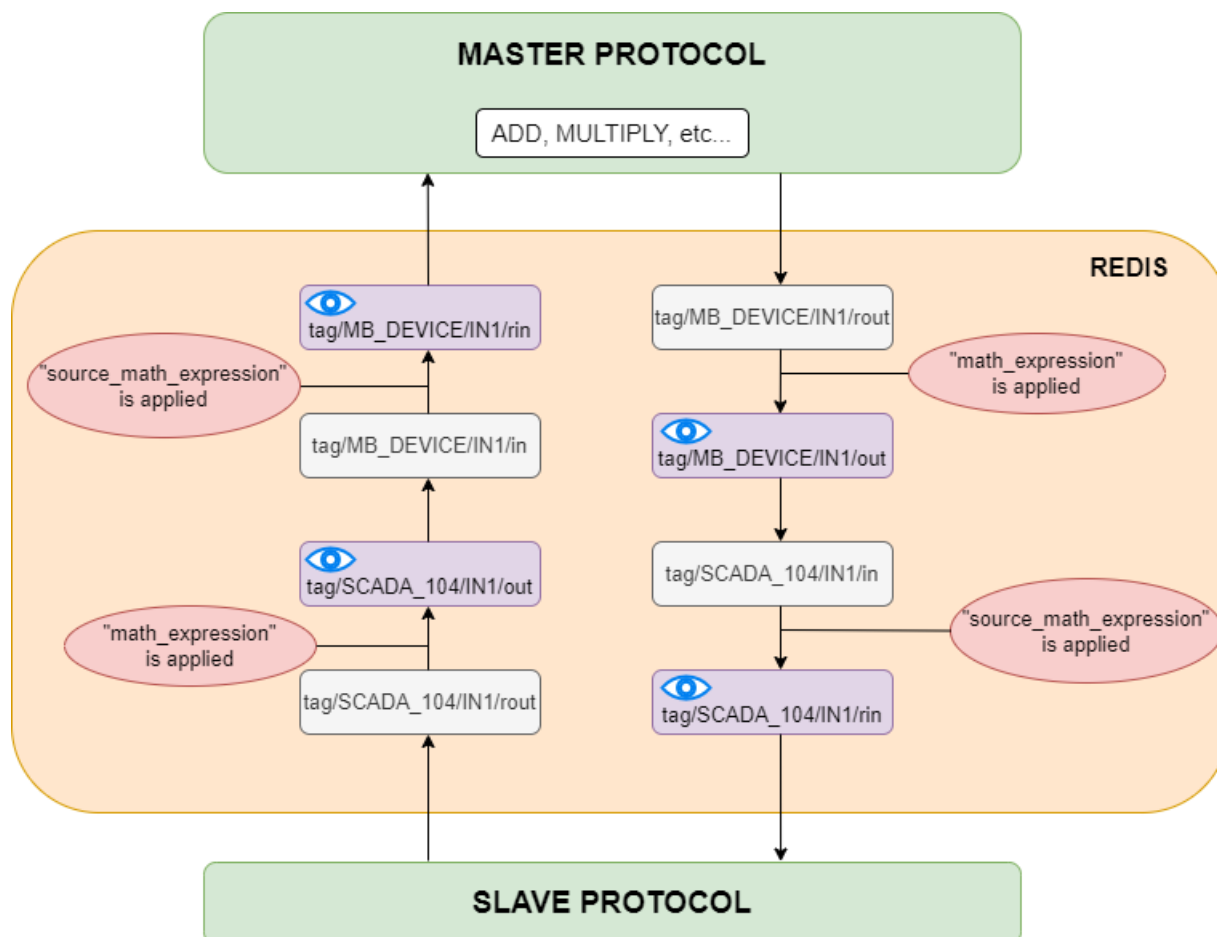 MASTER PROTOCOL
ADD, MULTIPLY, etc...
REDIS
tag/MB_DEVICE/IN1/rin
tag/MB_DEVICE/IN1/rout
"source_math_expression"
is applied
"math_expression"
is applied
tag/MB_DEVICE/IN1/in
tag/MB_DEVICE/IN1/out
tag/SCADA_104/IN1/out
tag/SCADA_104/IN1/in
"math_expression"
is applied
"source_math_expression"
is applied
tag/SCADA_104/IN1/rout
tag/SCADA_104/IN1/rin
SLAVE PROTOCOL